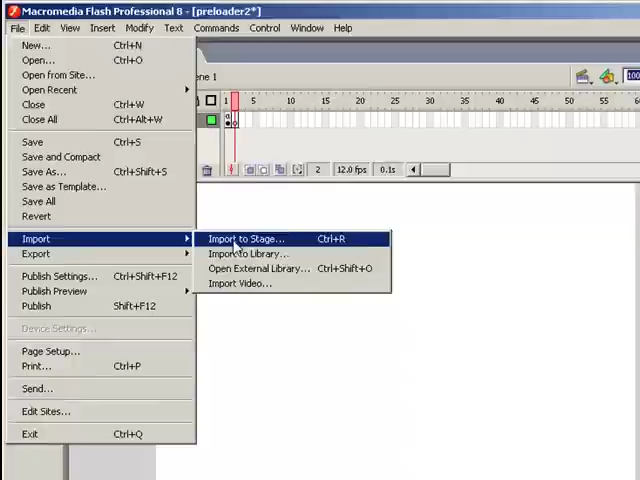 Macromedia Flash Professional 8 - [preloader2*]
File Edit View Insert Modify Text Commands Control Window Help
ne 1
1 5 10 15 20 25 30 35 40 45 50 55 60
2 12.0 fps 0.1s
New... Ctrl+N
Open... Ctrl+O
Open from Site...
Open Recent
Close Ctrl+W
Close All Ctrl+Alt+W
Save Ctrl+S
Save and Compact
Save As... Ctrl+Shift+S
Save as Template...
Save All
Revert
Import
Export
Import to Stage... Ctrl+R
Import to Library...
Open External Library... Ctrl+Shift+O
Import Video...
Publish Settings... Ctrl+Shift+F12
Publish Preview
Publish Shift+F12
Device Settings...
Page Setup...
Print... Ctrl+P
Send...
Edit Sites...
Exit Ctrl+Q